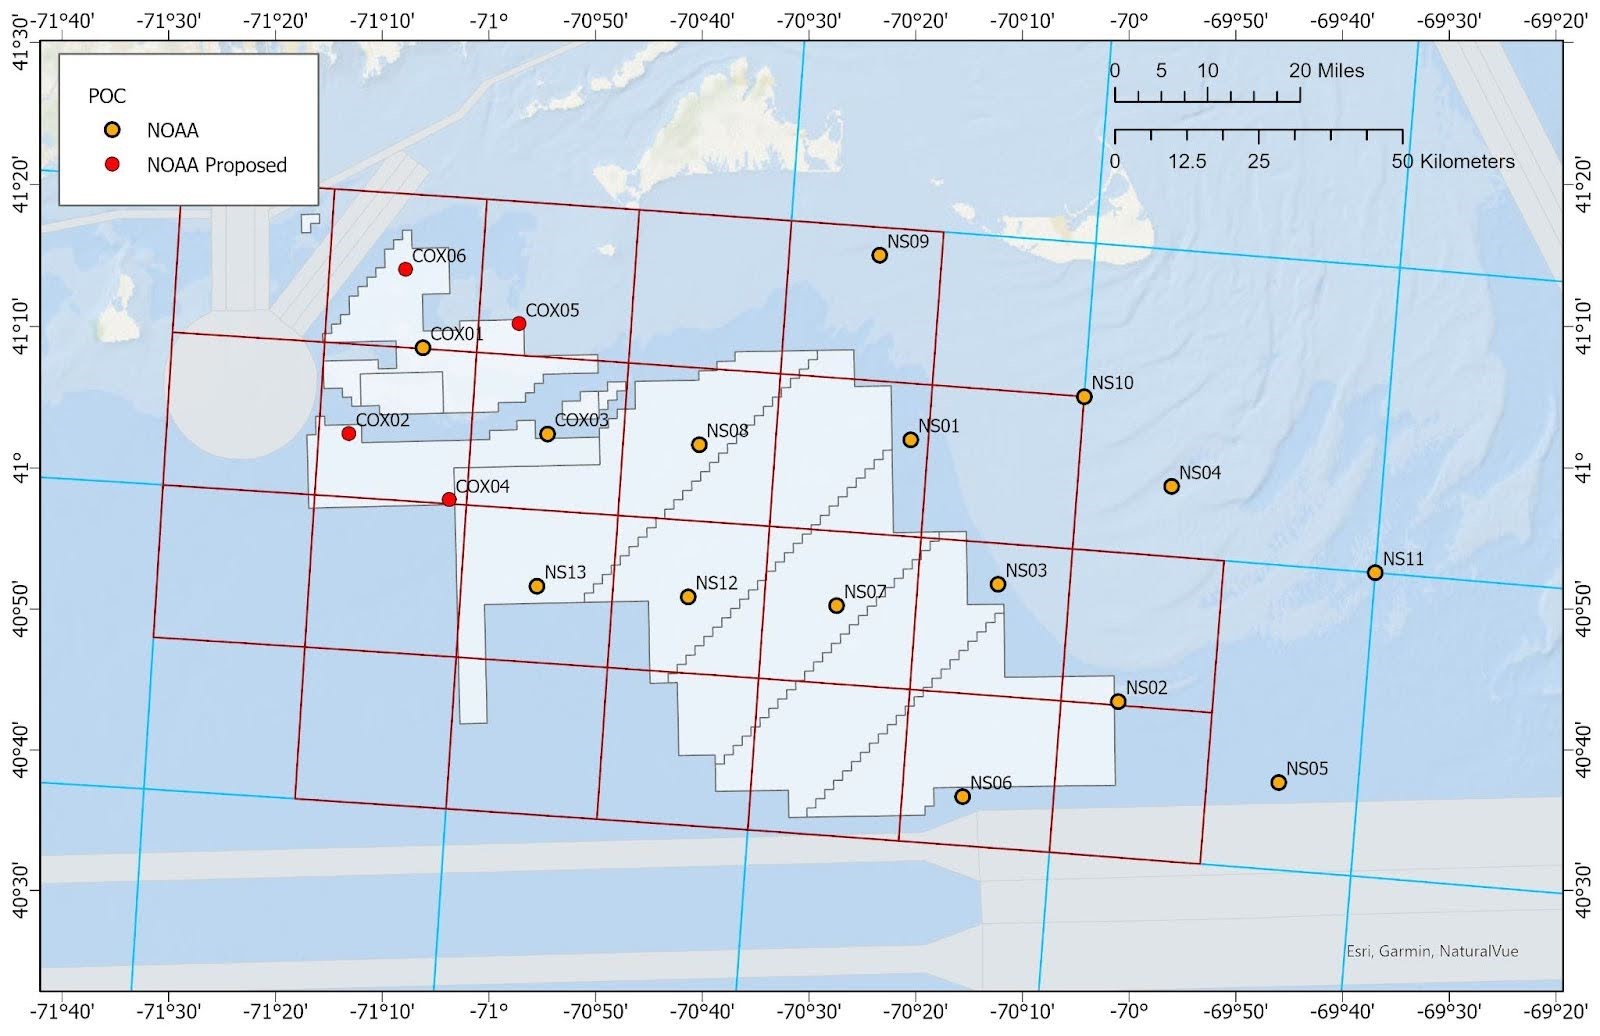 -71°40' -71°30' -71°20' -71°10' -71° -70°50' -70°40' -70°30' -70°20' -70°10' -70° -69°50' -69°40' -69°30' -69°20'
41°30'
41°20'
41°10'
41°
40°50'
40°40'
40°30'
POC
NOAA
NOAA Proposed
0 5 10 20 Miles
0 12.5 25 50 Kilometers
NS09
COX06
COX05
COX01
NS10
COX02
COX03
NS08
NS01
NS04
COX04
NS11
NS13
NS12
NS07
NS03
NS02
NS05
NS06
41°20'
41°10'
41°
40°50'
40°40'
40°30'
Esri, Garmin, NaturalVue
-71°40' -71°30' -71°20' -71°10' -71° -70°50' -70°40' -70°30' -70°20' -70°10' -70° -69°50' -69°40' -69°30' -69°20'